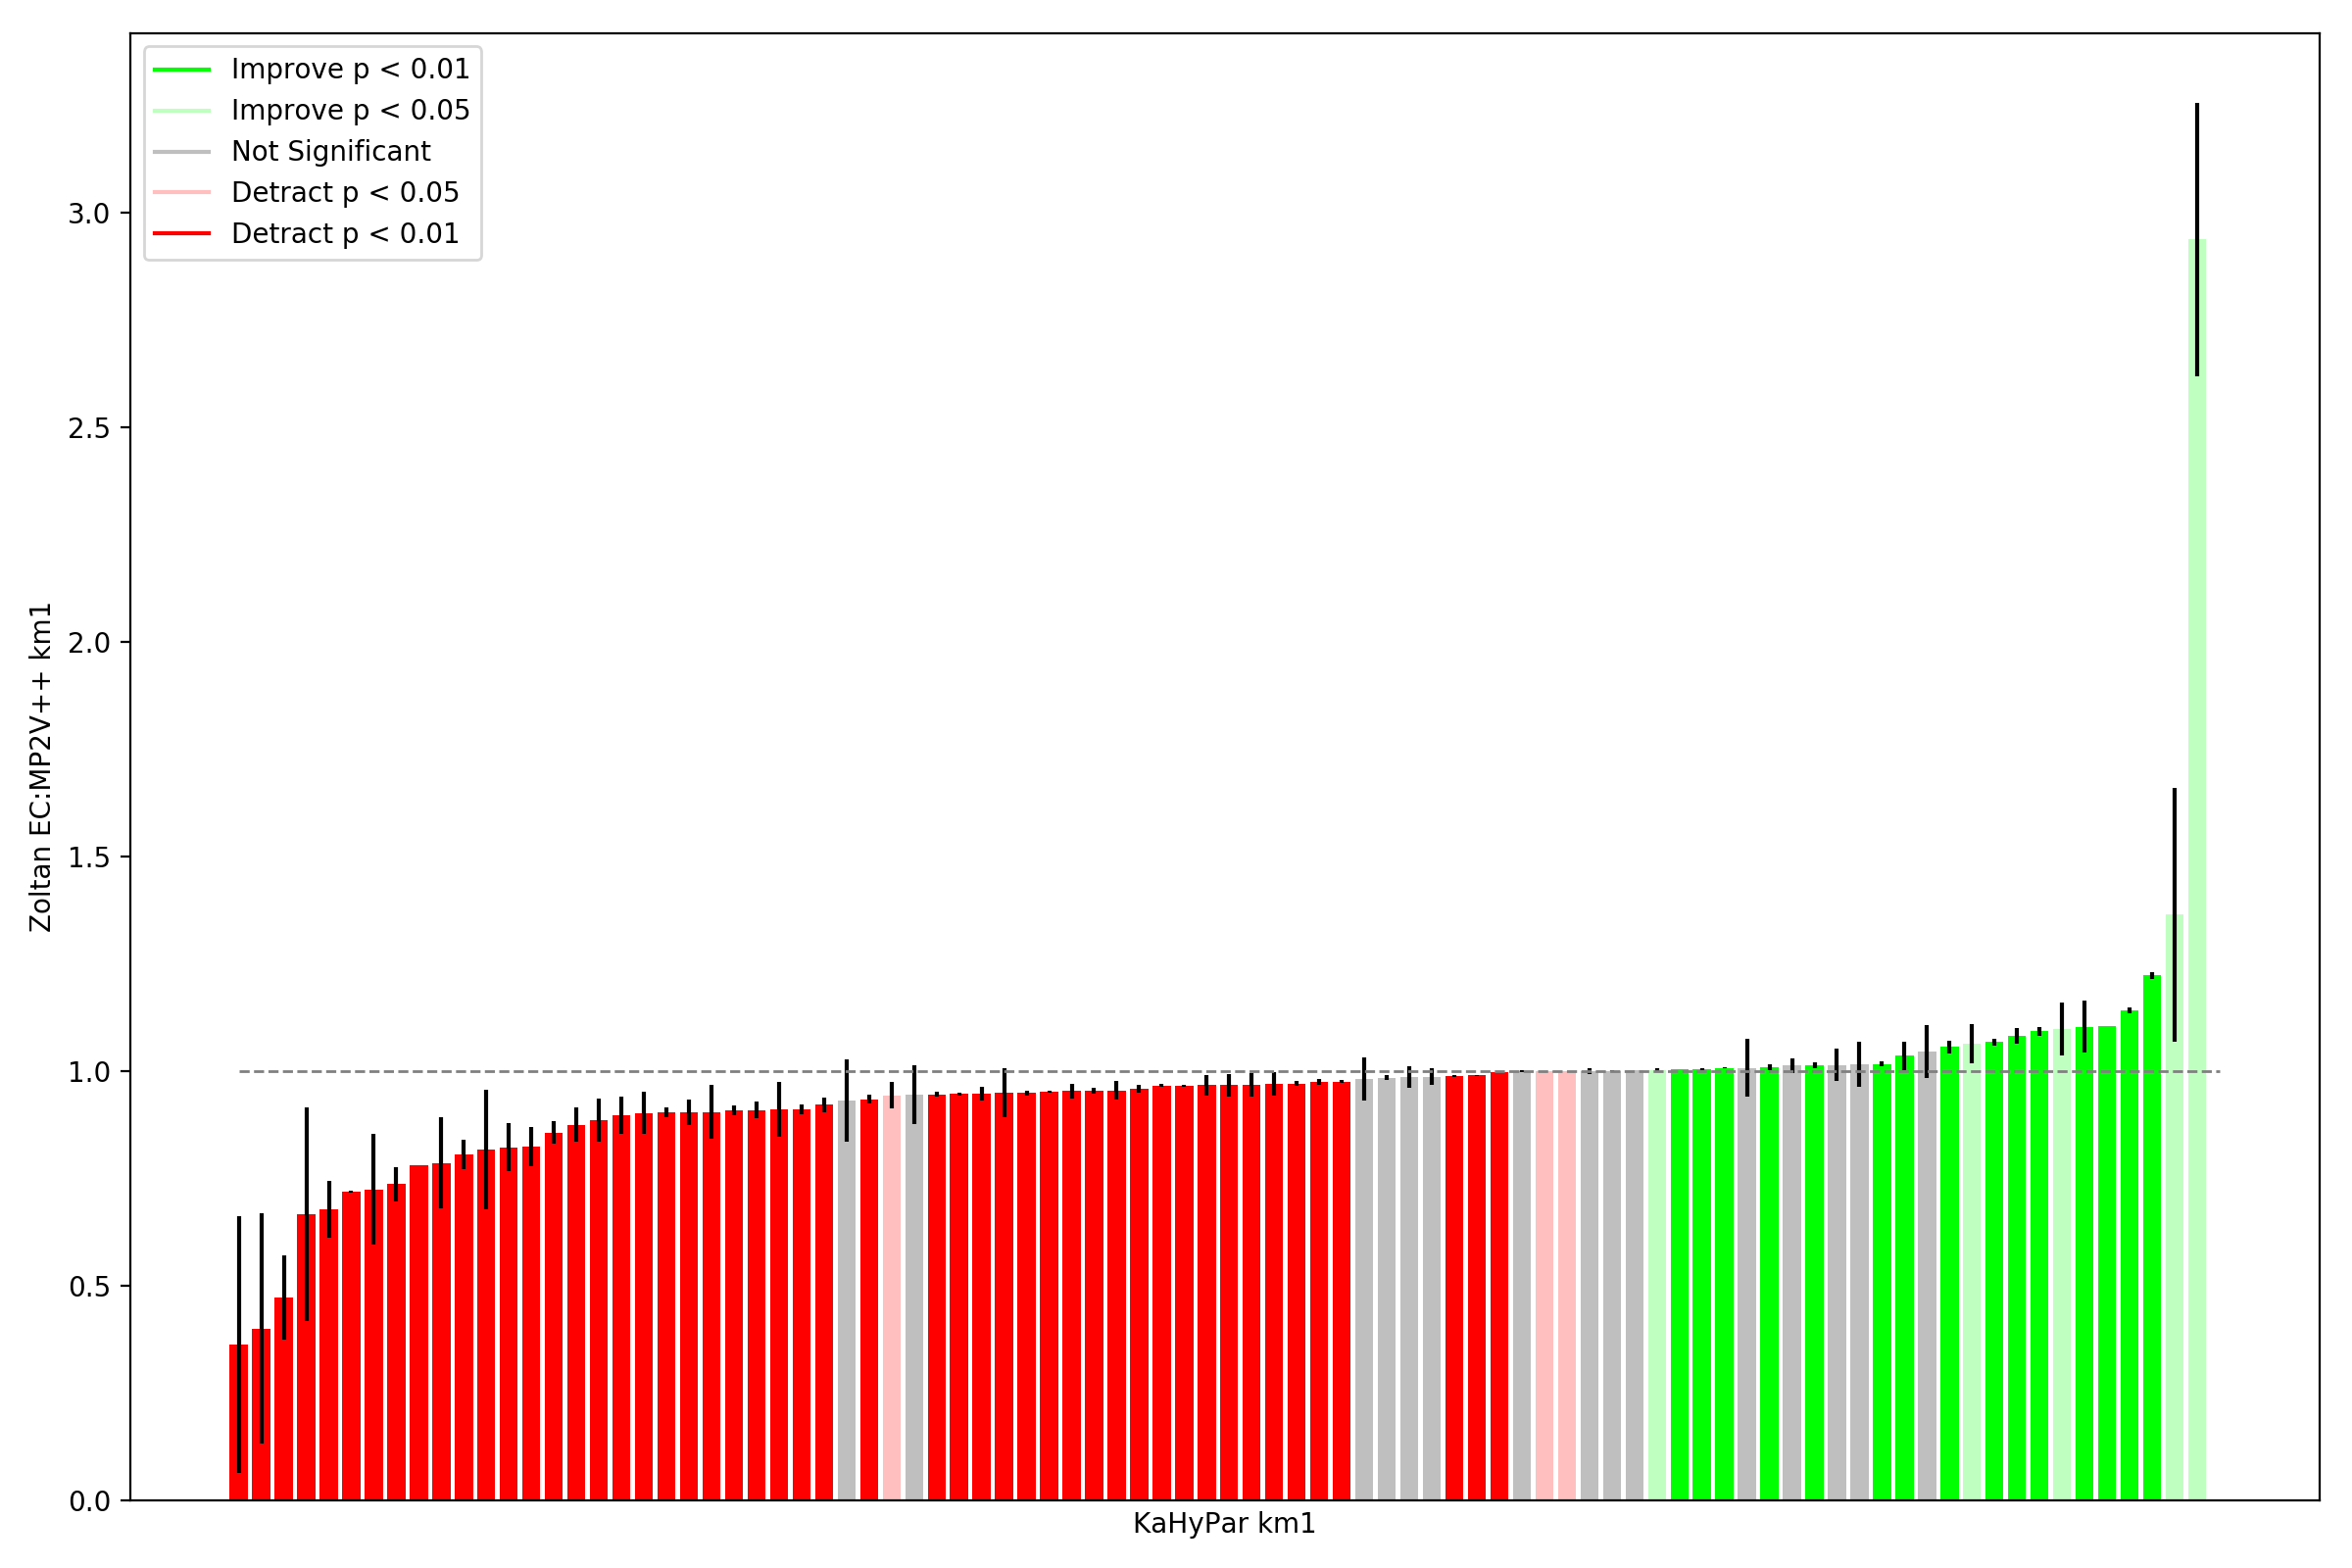 Improve p < 0.01
Improve p < 0.05
Not Significant
Detract p < 0.05
Detract p < 0.01
Zoltan EC:MP2V++ km1
3.0
2.5
2.0
1.5
1.0
0.5
0.0
KaHyPar km1